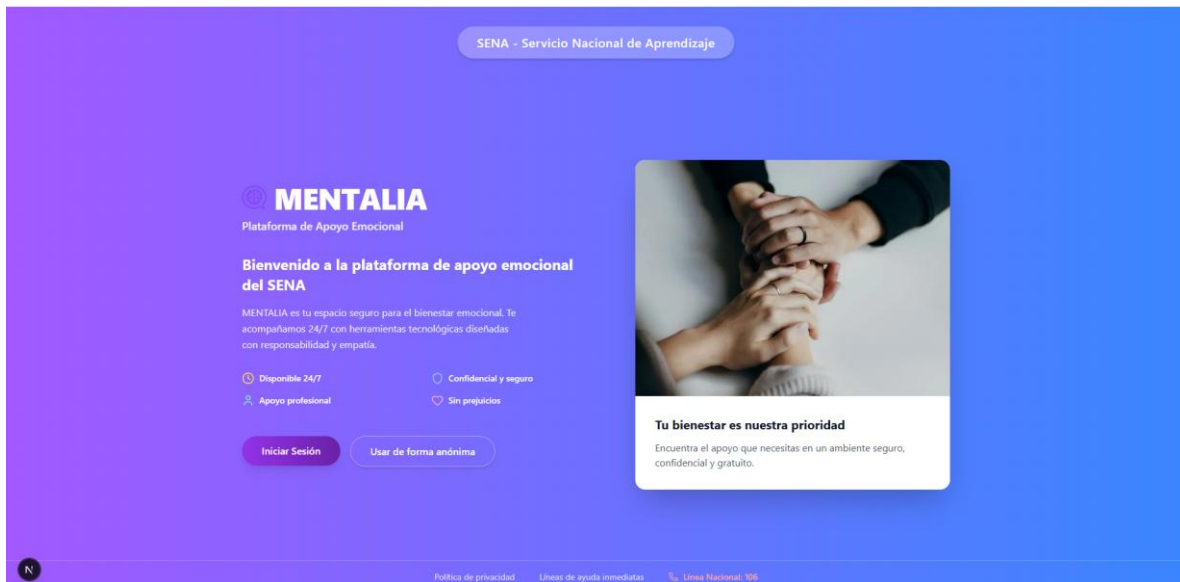 SENA - Servicio Nacional de Aprendizaje
MENTALIA
Plataforma de Apoyo Emocional
Bienvenido a la plataforma de apoyo emocional
del SENA
MENTALIA es tu espacio seguro para el bienestar emocional. Te
acompañamos 24/7 con herramientas tecnológicas diseñadas
con responsabilidad y empatía.
Disponible 24/7
Confidencial y seguro
Apoyo profesional
Sin prejuicios
Iniciar Sesión
Usar de forma anónima
Tu bienestar es nuestra prioridad
Encuentra el apoyo que necesitas en un ambiente seguro,
confidencial y gratuito.
N
Política de privacidad
Líneas de ayuda inmediatas
Línea Nacional: 106